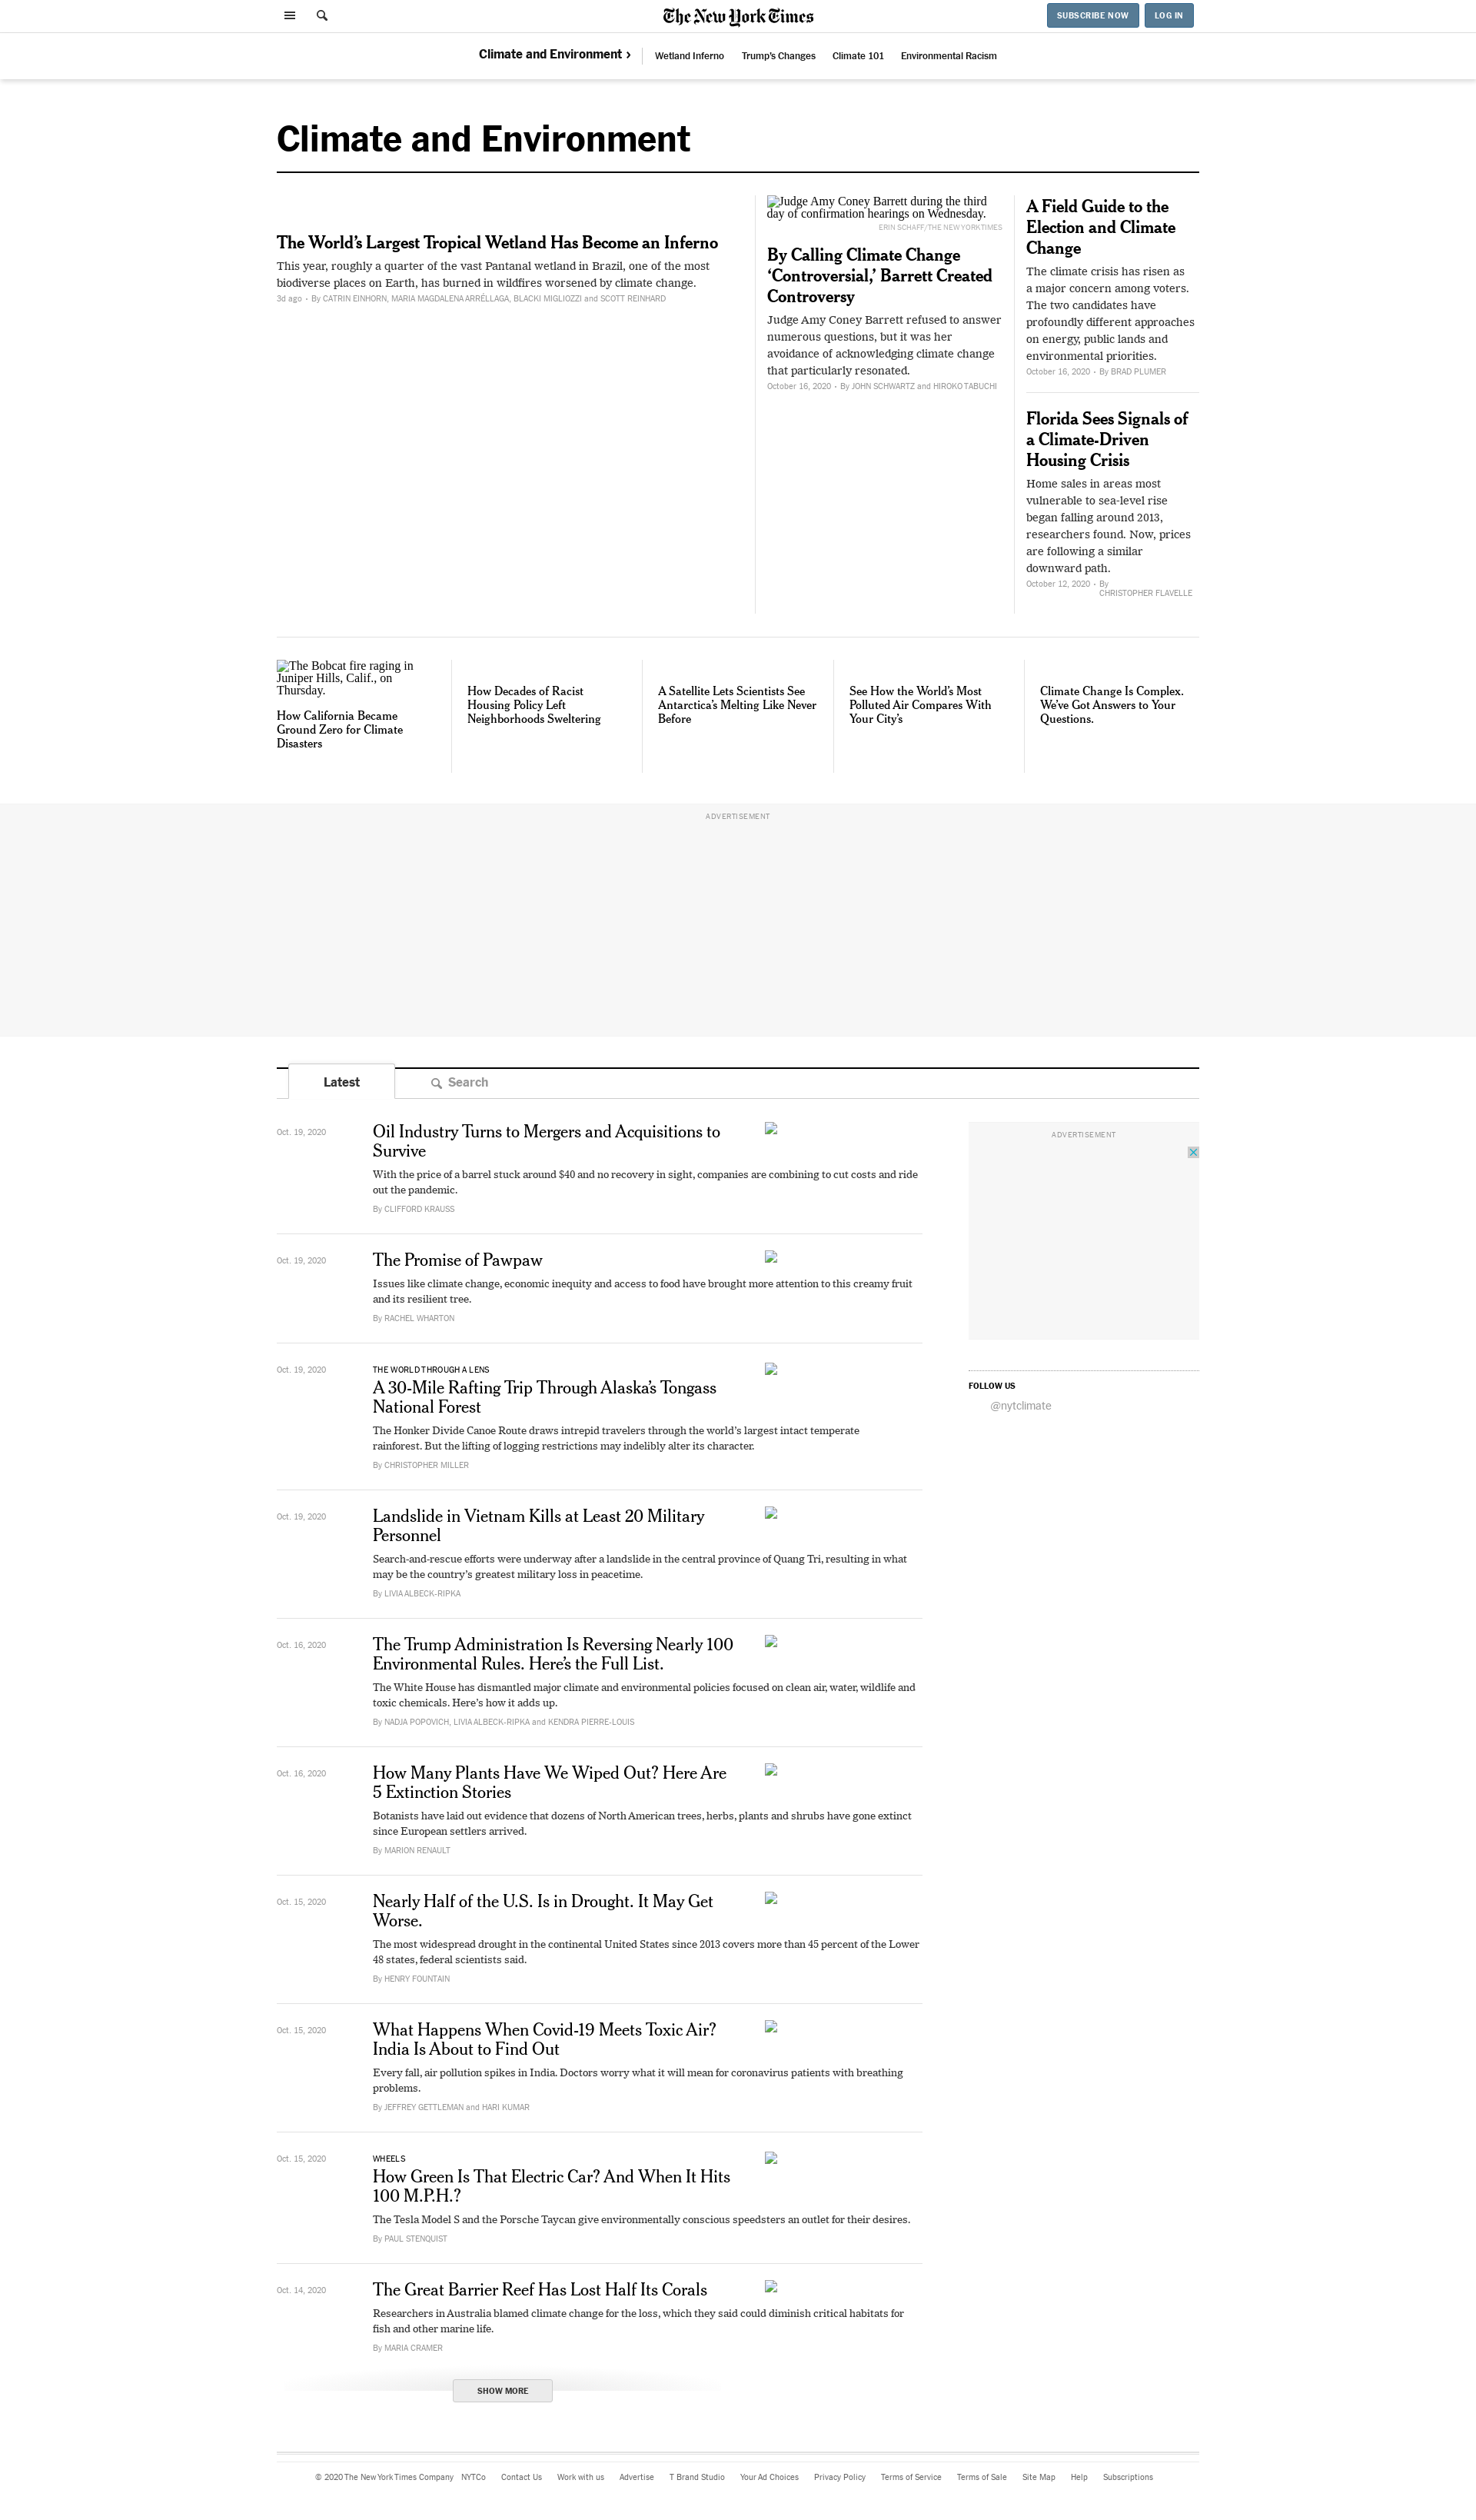 The New York Times
SUBSCRIBE NOW
LOG IN
Climate and Environment ›
Wetland Inferno
Trump's Changes
Climate 101
Environmental Racism
Climate and Environment
The World's Largest Tropical Wetland Has Become an Inferno
This year, roughly a quarter of the vast Pantanal wetland in Brazil, one of the most
biodiverse places on Earth, has burned in wildfires worsened by climate change.
3d ago • By CATRIN EINHORN, MARIA MAGDALENA ARRÉLLAGA, BLACKI MIGLIOZZI and SCOTT REINHARD
Judge Amy Coney Barrett during the third
day of confirmation hearings on Wednesday.
ERIN SCHAFF/THE NEW YORK TIMES
By Calling Climate Change
‘Controversial,’ Barrett Created
Controversy
Judge Amy Coney Barrett refused to answer
numerous questions, but it was her
avoidance of acknowledging climate change
that particularly resonated.
October 16, 2020 • By JOHN SCHWARTZ and HIROKO TABUCHI
A Field Guide to the
Election and Climate
Change
The climate crisis has risen as
a major concern among voters.
The two candidates have
profoundly different approaches
on energy, public lands and
environmental priorities.
October 16, 2020 • By BRAD PLUMER
Florida Sees Signals of
a Climate-Driven
Housing Crisis
Home sales in areas most
vulnerable to sea-level rise
began falling around 2013,
researchers found. Now, prices
are following a similar
downward path.
October 12, 2020 • By
CHRISTOPHER FLAVELLE
The Bobcat fire raging in
Juniper Hills, Calif., on
Thursday.
How California Became
Ground Zero for Climate
Disasters
How Decades of Racist
Housing Policy Left
Neighborhoods Sweltering
A Satellite Lets Scientists See
Antarctica's Melting Like Never
Before
See How the World's Most
Polluted Air Compares With
Your City's
Climate Change Is Complex.
We've Got Answers to Your
Questions.
ADVERTISEMENT
Latest
Search
Oct. 19, 2020
Oil Industry Turns to Mergers and Acquisitions to
Survive
With the price of a barrel stuck around $40 and no recovery in sight, companies are combining to cut costs and ride
out the pandemic.
By CLIFFORD KRAUSS
ADVERTISEMENT
Oct. 19, 2020
The Promise of Pawpaw
Issues like climate change, economic inequity and access to food have brought more attention to this creamy fruit
and its resilient tree.
By RACHEL WHARTON
Oct. 19, 2020
THE WORLD THROUGH A LENS
A 30-Mile Rafting Trip Through Alaska's Tongass
National Forest
The Honker Divide Canoe Route draws intrepid travelers through the world's largest intact temperate
rainforest. But the lifting of logging restrictions may indelibly alter its character.
By CHRISTOPHER MILLER
FOLLOW US
@nytclimate
Oct. 19, 2020
Landslide in Vietnam Kills at Least 20 Military
Personnel
Search-and-rescue efforts were underway after a landslide in the central province of Quang Tri, resulting in what
may be the country's greatest military loss in peacetime.
By LIVIA ALBECK-RIPKA
Oct. 16, 2020
The Trump Administration Is Reversing Nearly 100
Environmental Rules. Here's the Full List.
The White House has dismantled major climate and environmental policies focused on clean air, water, wildlife and
toxic chemicals. Here's how it adds up.
By NADJA POPOVICH, LIVIA ALBECK-RIPKA and KENDRA PIERRE-LOUIS
Oct. 16, 2020
How Many Plants Have We Wiped Out? Here Are
5 Extinction Stories
Botanists have laid out evidence that dozens of North American trees, herbs, plants and shrubs have gone extinct
since European settlers arrived.
By MARION RENAULT
Oct. 15, 2020
Nearly Half of the U.S. Is in Drought. It May Get
Worse.
The most widespread drought in the continental United States since 2013 covers more than 45 percent of the Lower
48 states, federal scientists said.
By HENRY FOUNTAIN
Oct. 15, 2020
What Happens When Covid-19 Meets Toxic Air?
India Is About to Find Out
Every fall, air pollution spikes in India. Doctors worry what it will mean for coronavirus patients with breathing
problems.
By JEFFREY GETTLEMAN and HARI KUMAR
Oct. 15, 2020
WHEELS
How Green Is That Electric Car? And When It Hits
100 M.P.H.?
The Tesla Model S and the Porsche Taycan give environmentally conscious speedsters an outlet for their desires.
By PAUL STENQUIST
Oct. 14, 2020
The Great Barrier Reef Has Lost Half Its Corals
Researchers in Australia blamed climate change for the loss, which they said could diminish critical habitats for
fish and other marine life.
By MARIA CRAMER
SHOW MORE
© 2020 The New York Times Company
NYTCo
Contact Us
Work with us
Advertise
T Brand Studio
Your Ad Choices
Privacy Policy
Terms of Service
Terms of Sale
Site Map
Help
Subscriptions